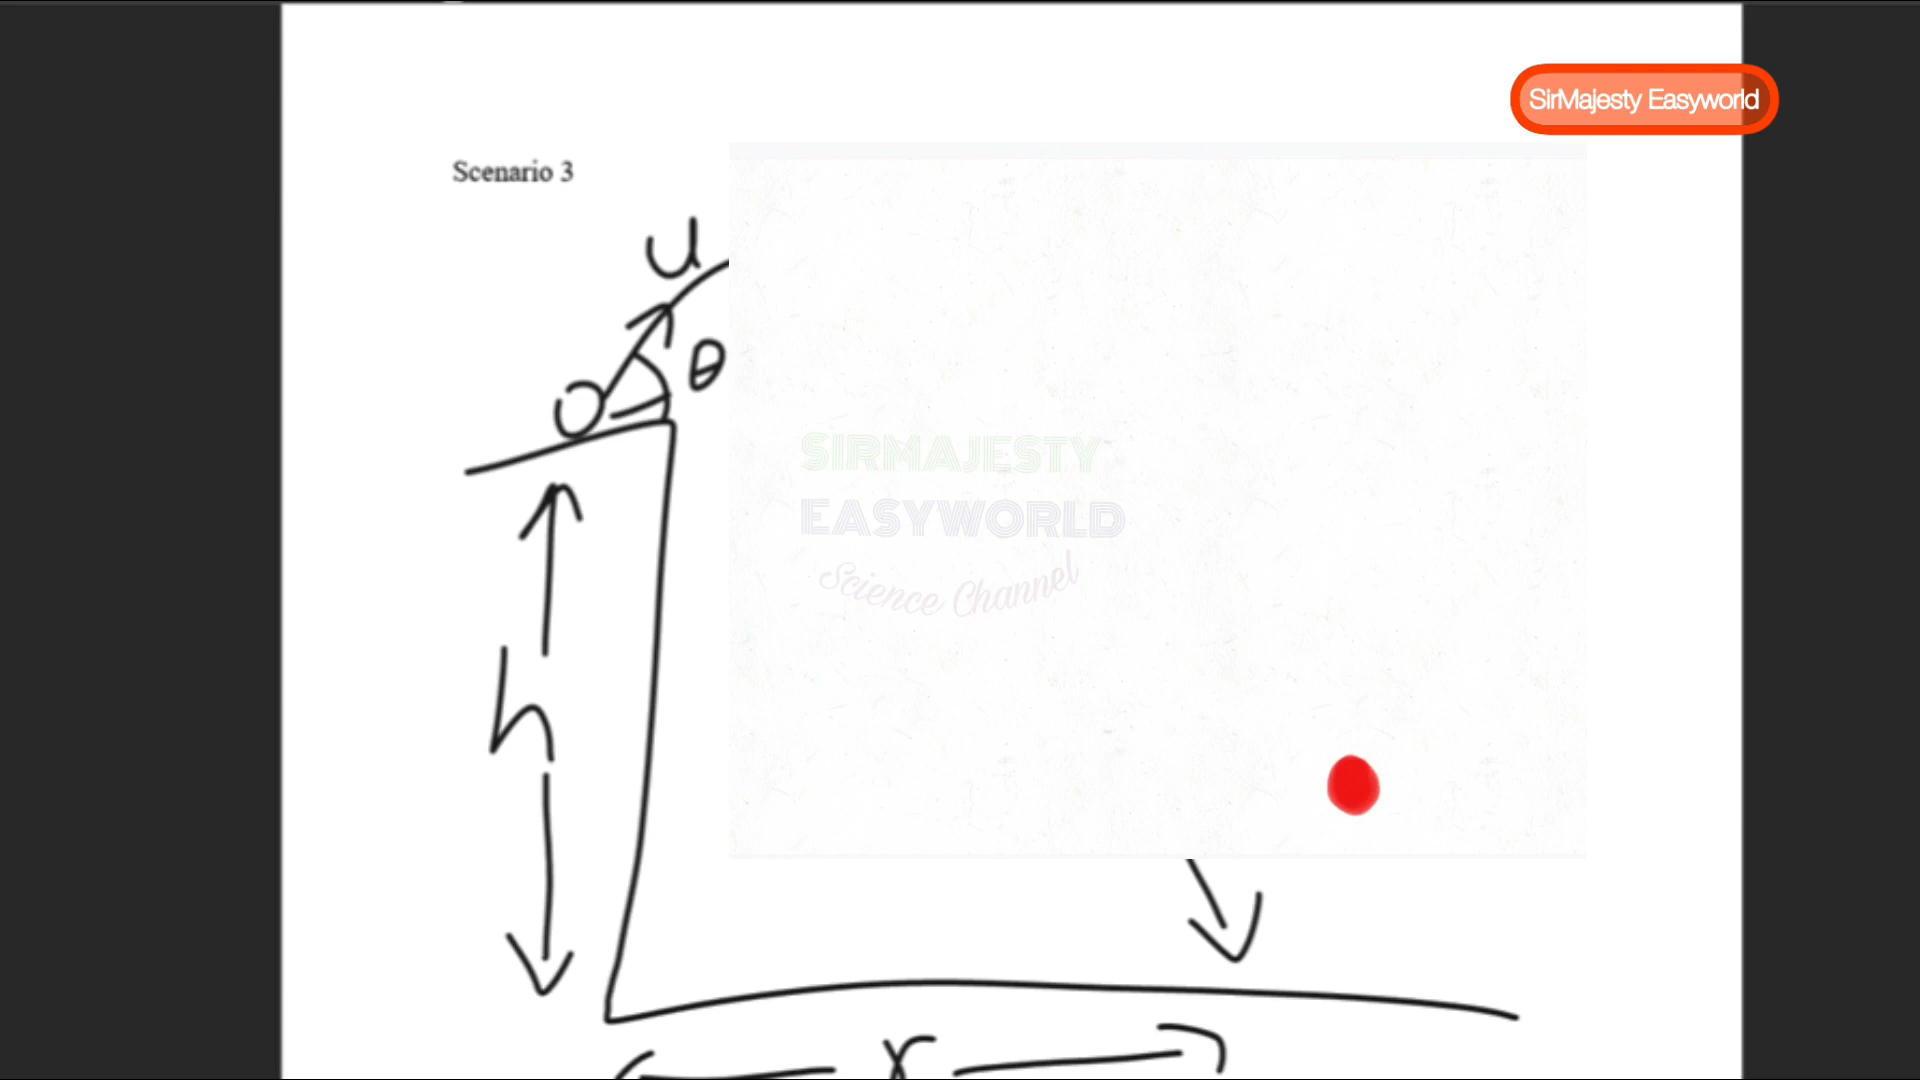 SirMajesty Easyworld
Scenario 3
u
θ
SIRMAJESTY
EASYWORLD
Science Channel
h
r